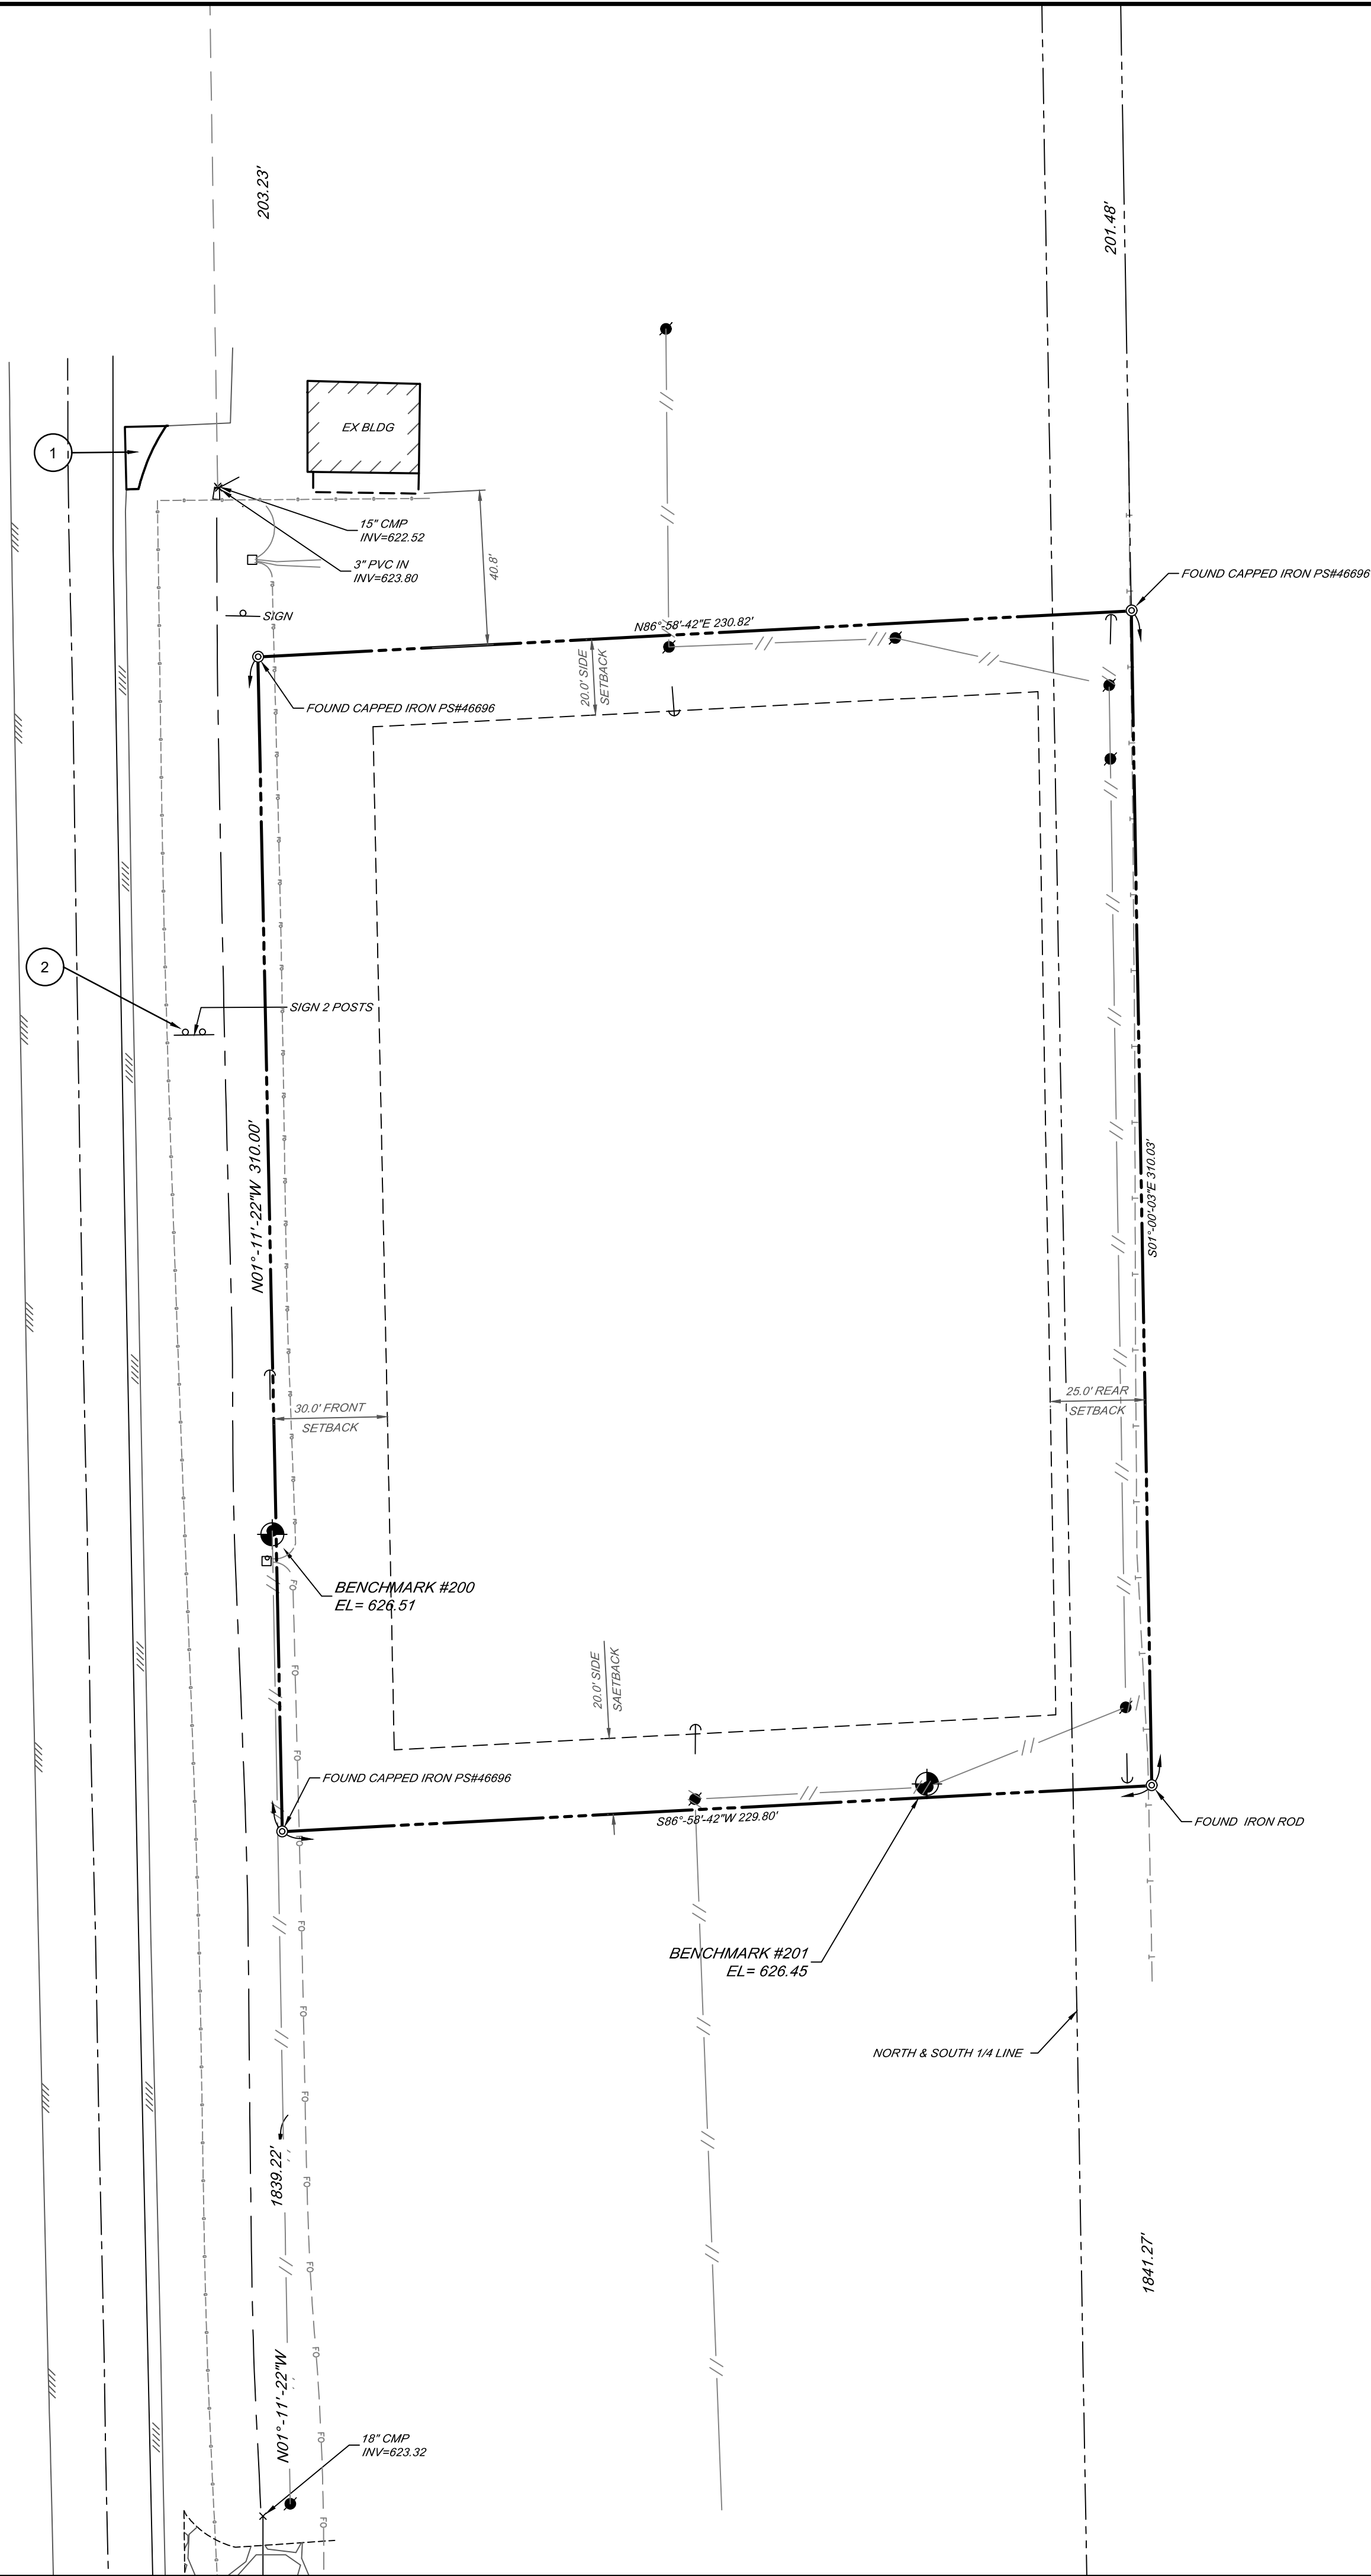 203.23'
201.48'
EX BLDG
1
15" CMP
INV=622.52
3" PVC IN
INV=623.80
40.8'
SIGN
FOUND CAPPED IRON PS#46696
N86°-58'-42"E 230.82'
20.0' SIDE
SETBACK
FOUND CAPPED IRON PS#46696
2
SIGN 2 POSTS
N01°-11'-22"W 310.00'
S01°-00'-03"E 310.03'
30.0' FRONT
SETBACK
25.0' REAR
SETBACK
BENCHMARK #200
EL= 626.51
20.0' SIDE
SAETBACK
FOUND CAPPED IRON PS#46696
S86°-58'-42"W 229.80'
FOUND IRON ROD
BENCHMARK #201
EL= 626.45
NORTH & SOUTH 1/4 LINE
1839.22'
1841.27'
N01°-11'-22"W
18" CMP
INV=623.32